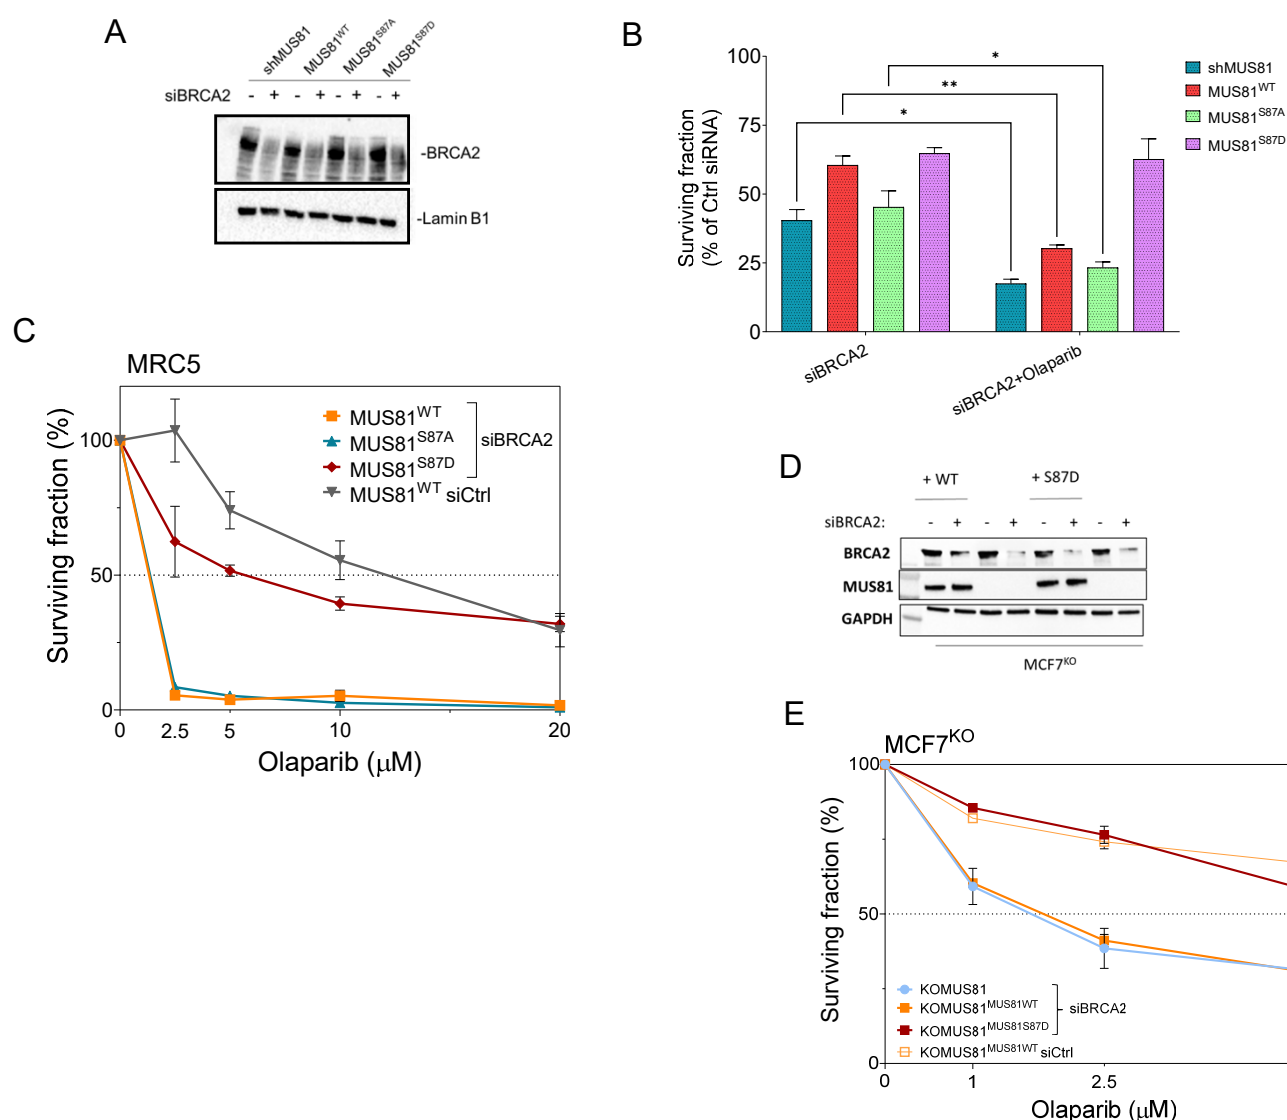 A
shMUS81
MUS81WT
MUS81S87A
MUS81S87D
siBRCA2 - + - + - + - +
-BRCA2
-Lamin B1
B
Surviving fraction
(% of Ctrl siRNA)
100
75
50
25
0
*
**
*
siBRCA2
siBRCA2+Olaparib
shMUS81
MUS81WT
MUS81S87A
MUS81S87D
C
MRC5
Surviving fraction (%)
100
50
0
MUS81WT
MUS81S87A
MUS81S87D
siBRCA2
MUS81WT siCtrl
0 2.5 5 10 20
Olaparib (μM)
D
+ WT + S87D
siBRCA2: - + - + - + - +
BRCA2
MUS81
GAPDH
MCF7KO
E
MCF7KO
Surviving fraction (%)
100
50
0
KOMUS81
KOMUS81MUS81WT
KOMUS81MUS81S87D
siBRCA2
KOMUS81MUS81WT siCtrl
0 1 2.5
Olaparib (μM)